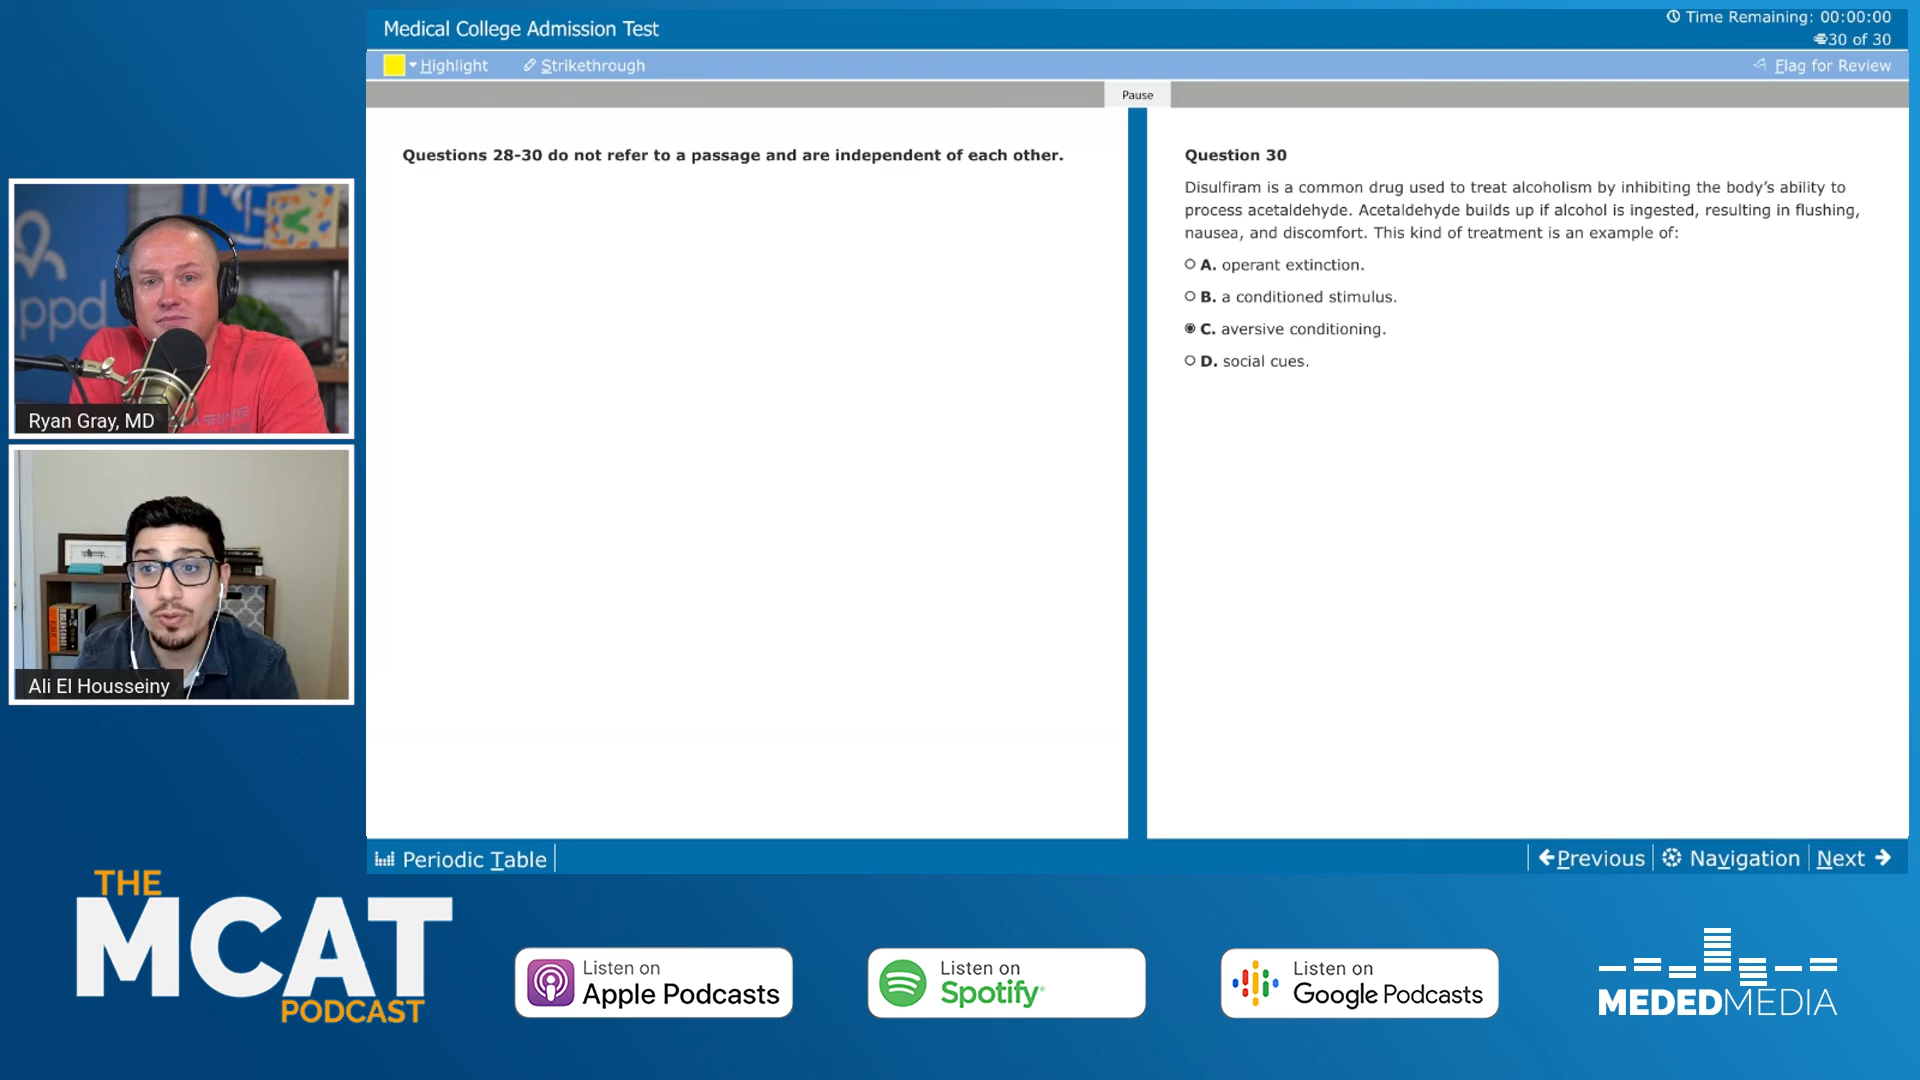 Medical College Admission Test
Time Remaining: 00:00:00
30 of 30
Highlight
Strikethrough
Flag for Review
Pause
Questions 28-30 do not refer to a passage and are independent of each other.
Question 30
Disulfiram is a common drug used to treat alcoholism by inhibiting the body’s ability to
process acetaldehyde. Acetaldehyde builds up if alcohol is ingested, resulting in flushing,
nausea, and discomfort. This kind of treatment is an example of:
A. operant extinction.
B. a conditioned stimulus.
C. aversive conditioning.
D. social cues.
ppd
Ryan Gray, MD
Ali El Housseiny
Periodic Table
Previous
Navigation
Next
THE
MCAT
PODCAST
Listen on
Apple Podcasts
Listen on
Spotify
Listen on
Google Podcasts
MEDEDMEDIA